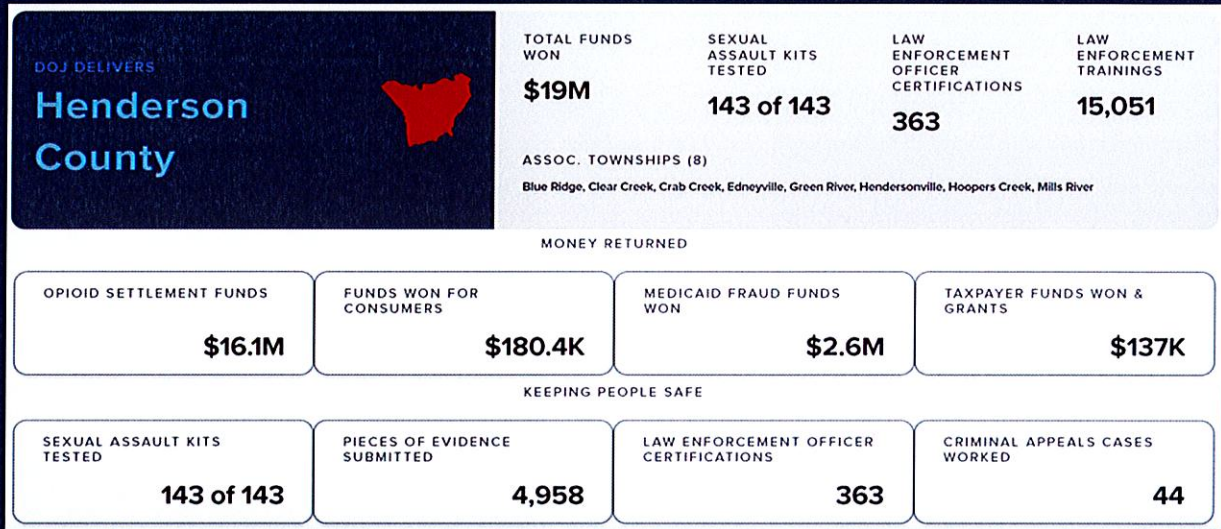 DOJ DELIVERS
Henderson
County
TOTAL FUNDS
WON
$19M
SEXUAL
ASSAULT KITS
TESTED
143 of 143
LAW
ENFORCEMENT
OFFICER
CERTIFICATIONS
363
LAW
ENFORCEMENT
TRAININGS
15,051
ASSOC. TOWNSHIPS (8)
Blue Ridge, Clear Creek, Crab Creek, Edneyville, Green River, Hendersonville, Hoopers Creek, Mills River
MONEY RETURNED
OPIOID SETTLEMENT FUNDS
$16.1M
FUNDS WON FOR
CONSUMERS
$180.4K
MEDICAID FRAUD FUNDS
WON
$2.6M
TAXPAYER FUNDS WON &
GRANTS
$137K
KEEPING PEOPLE SAFE
SEXUAL ASSAULT KITS
TESTED
143 of 143
PIECES OF EVIDENCE
SUBMITTED
4,958
LAW ENFORCEMENT OFFICER
CERTIFICATIONS
363
CRIMINAL APPEALS CASES
WORKED
44